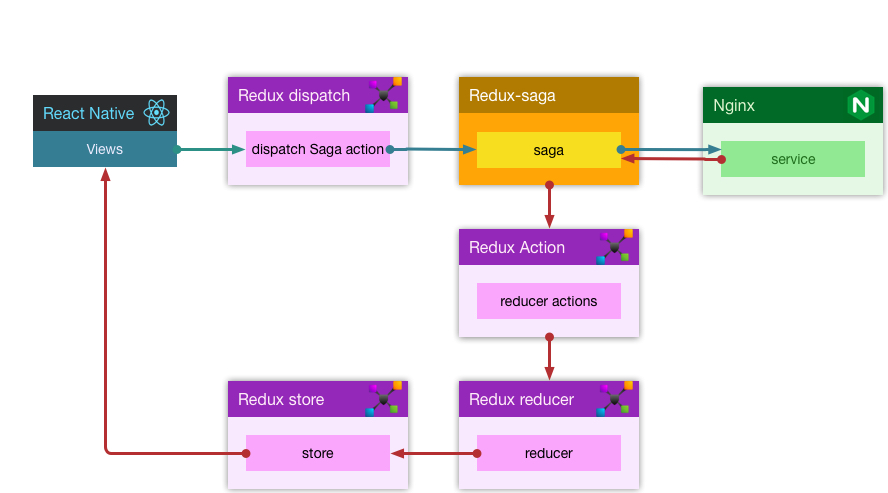 React Native
Views
Redux dispatch
dispatch Saga action
Redux-saga
saga
Nginx
N
service
Redux Action
reducer actions
Redux store
store
Redux reducer
reducer